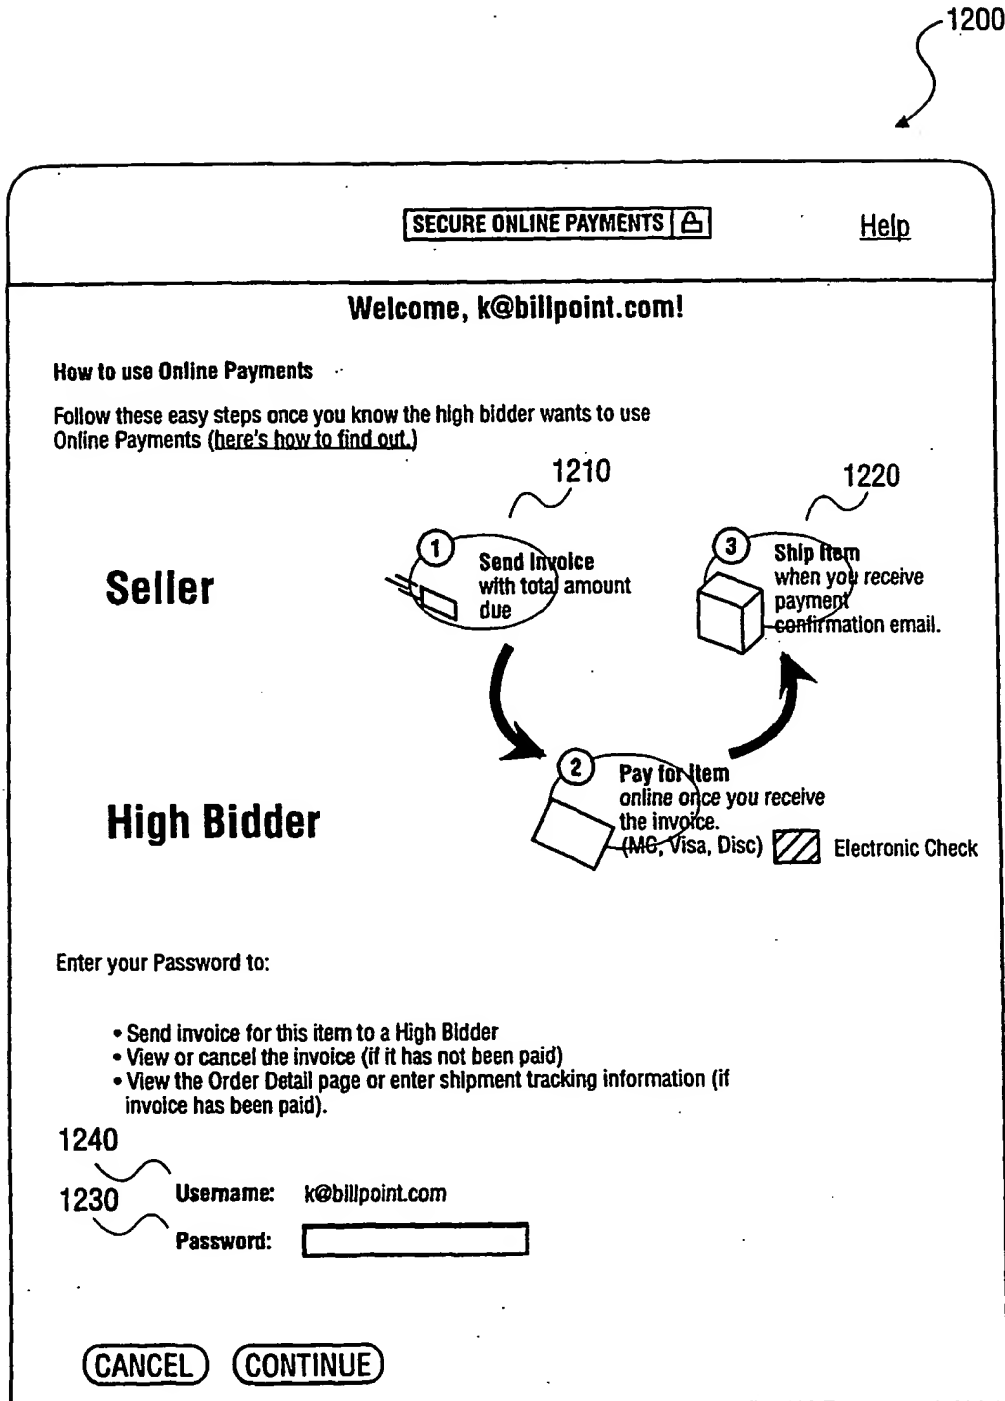 1200
SECURE ONLINE PAYMENTS
Help
Welcome, k@billpoint.com!
How to use Online Payments
Follow these easy steps once you know the high bidder wants to use
Online Payments (here's how to find out.)
1210
1220
Seller
1
Send Invoice
with total amount
due
3
Ship Item
when you receive
payment
confirmation email.
High Bidder
2
Pay for Item
online once you receive
the invoice.
(MC, Visa, Disc)
Electronic Check
Enter your Password to:
• Send invoice for this item to a High Bidder
• View or cancel the invoice (if it has not been paid)
• View the Order Detail page or enter shipment tracking information (if
invoice has been paid).
1240
Username: k@billpoint.com
1230
Password:
CANCEL CONTINUE